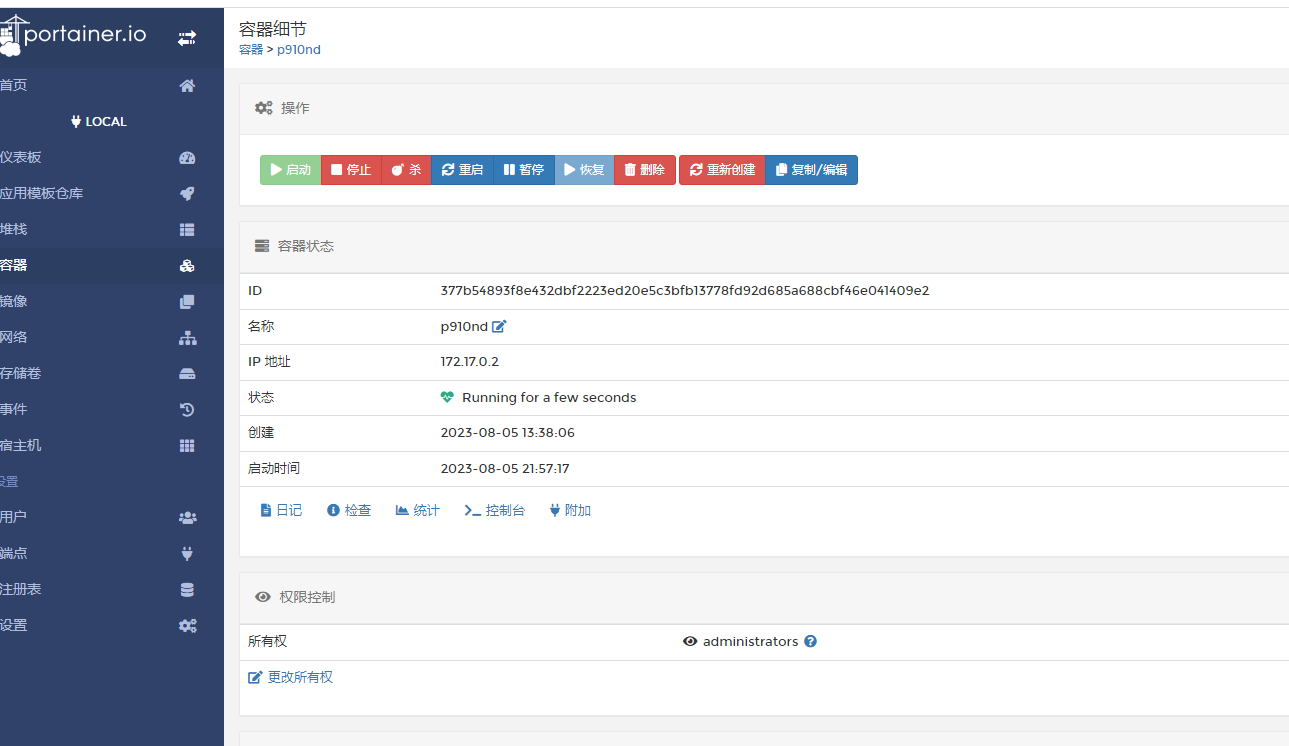 portainer.io
首页
LOCAL
仪表板
应用模板仓库
堆栈
容器
镜像
网络
存储卷
事件
宿主机
设置
用户
端点
注册表
设置
容器细节
容器 > p910nd
操作
启动 停止 杀 重启 暂停 恢复 删除 重新创建 复制/编辑
容器状态
ID 377b54893f8e432dbf2223ed20e5c3bfb13778fd92d685a688cbf46e041409e2
名称 p910nd
IP 地址 172.17.0.2
状态 Running for a few seconds
创建 2023-08-05 13:38:06
启动时间 2023-08-05 21:57:17
日记 检查 统计 控制台 附加
权限控制
所有权 administrators
更改所有权